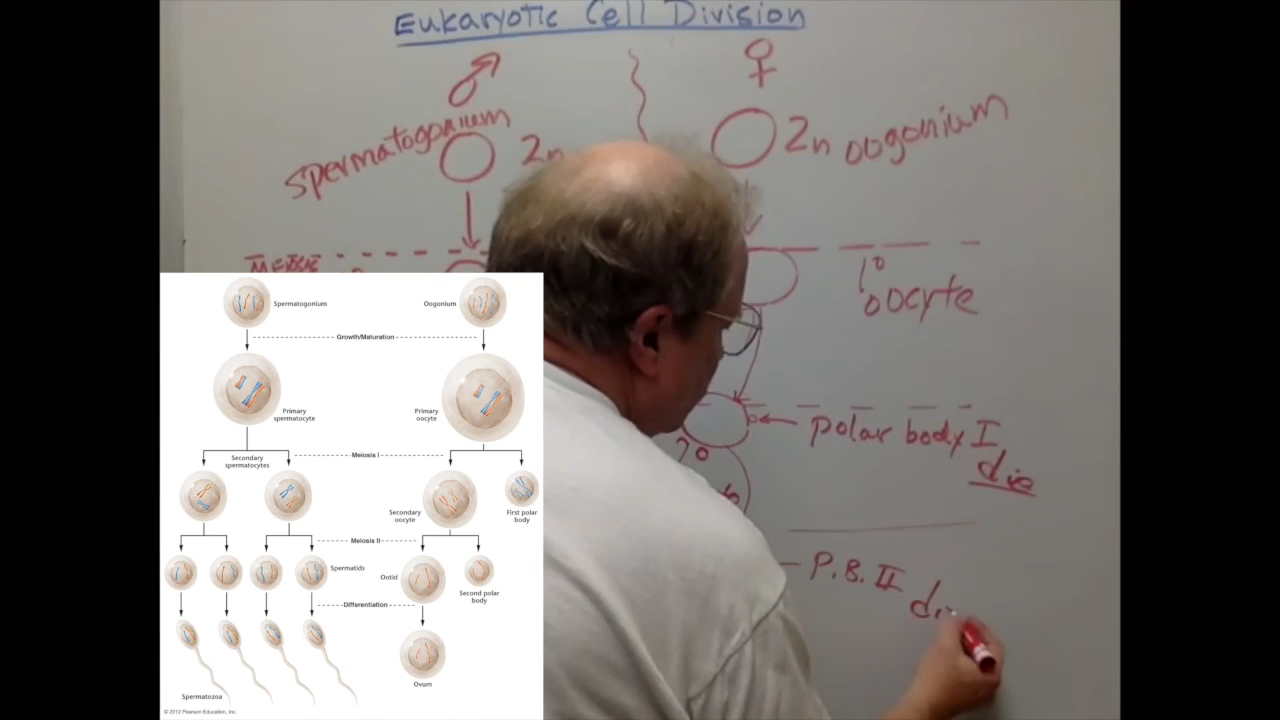 Eukaryotic Cell Division
♂
♀
spermatogonium
2n
2n oogonium
1°
oocyte
polar body I
die
2°
P.B. II
Spermatogonium
Oogonium
Growth/Maturation
Primary
spermatocyte
Primary
oocyte
Secondary
spermatocytes
Meiosis I
Secondary
oocyte
First polar
body
Meiosis II
Spermatids
Ootid
Second polar
body
Differentiation
Ovum
Spermatozoa
© 2012 Pearson Education, Inc.